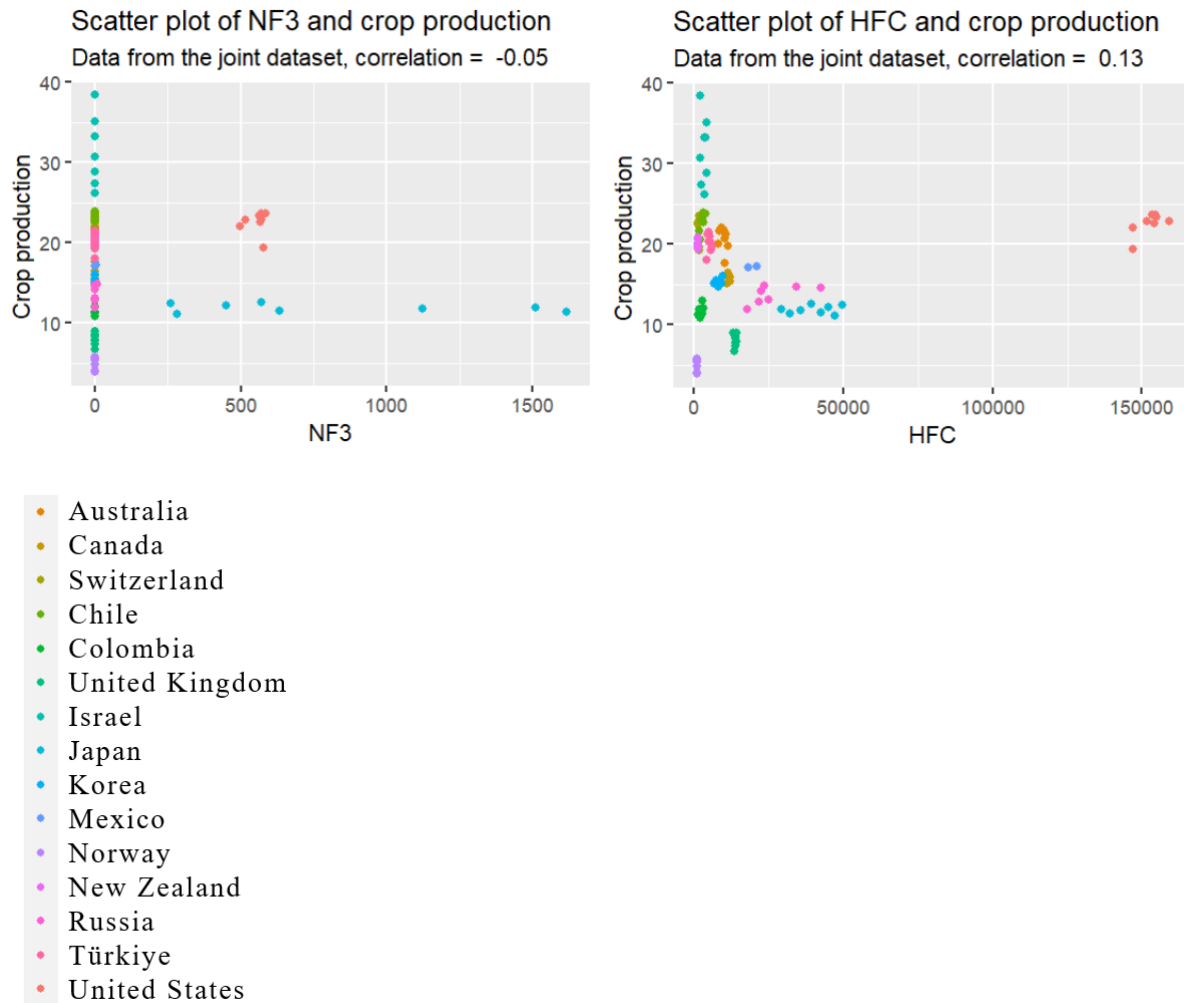 Scatter plot of NF3 and crop production
Data from the joint dataset, correlation =  -0.05
40
30
20
10
Crop production
0
500
1000
1500
NF3
Scatter plot of HFC and crop production
Data from the joint dataset, correlation =  0.13
40
30
20
10
Crop production
0
50000
100000
150000
HFC
Australia
Canada
Switzerland
Chile
Colombia
United Kingdom
Israel
Japan
Korea
Mexico
Norway
New Zealand
Russia
Türkiye
United States